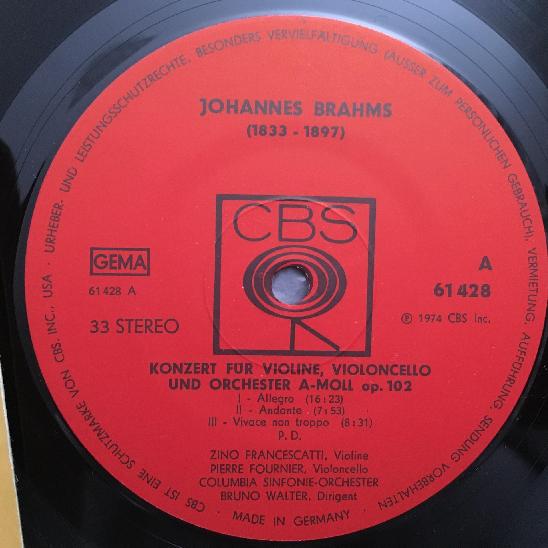 URHEBER- UND LEISTUNGSSCHUTZRECHTE, BESONDERS VERVIELFÄLTIGUNG (AUSSER ZUM PERSÖNLICHEN GEBRAUCH), VERMIETUNG, AUFFÜHRUNG, SENDUNG VORBEHALTEN
JOHANNES BRAHMS
(1833 - 1897)
CBS
GEMA
61 428 A
33 STEREO
A
61 428
℗ 1974 CBS Inc.
KONZERT FÜR VIOLINE, VIOLONCELLO
UND ORCHESTER A-MOLL op. 102
I - Allegro (16:23)
II - Andante (7:53)
III - Vivace non troppo (8:31)
P. D.
ZINO FRANCESCATTI, Violine
PIERRE FOURNIER, Violoncello
COLUMBIA SINFONIE-ORCHESTER
BRUNO WALTER, Dirigent
· MADE IN GERMANY ·
CBS IST EINE SCHUTZMARKE VON CBS. INC., USA ·